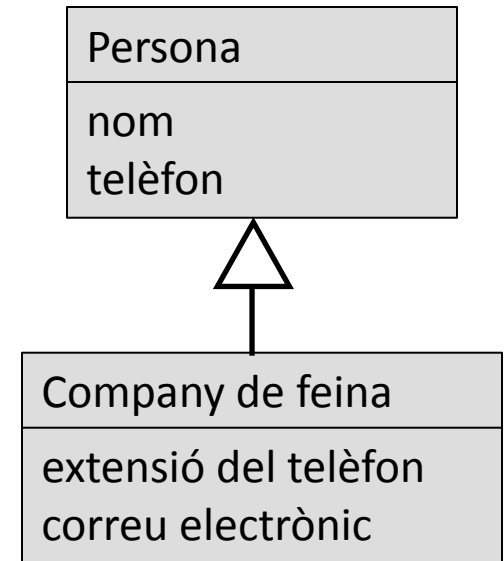 Persona
nom
telèfon
Company de feina
extensió del telèfon
correu electrònic